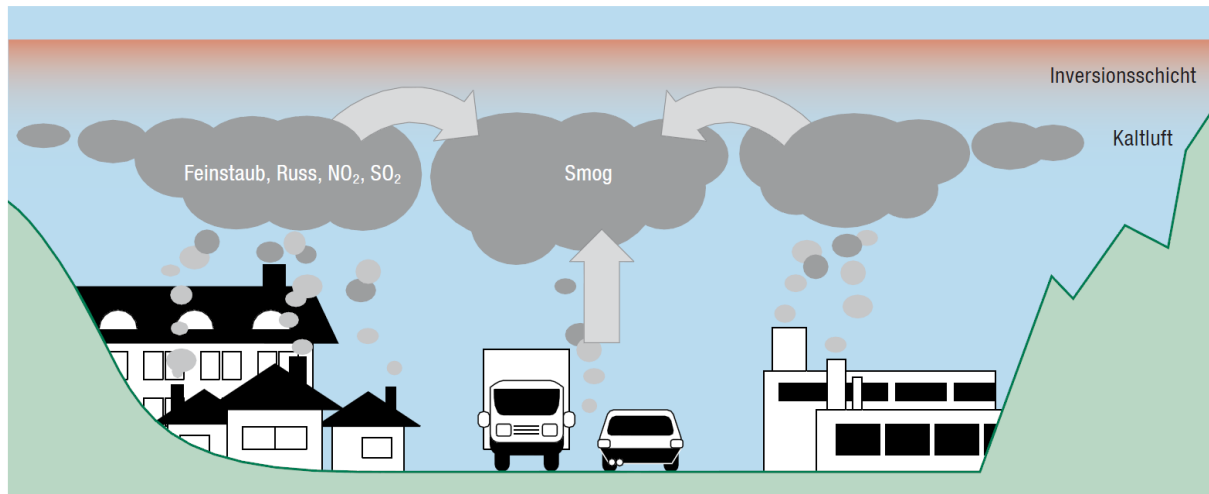 Inversionsschicht
Kaltluft
Feinstaub, Russ, NO₂, SO₂
Smog